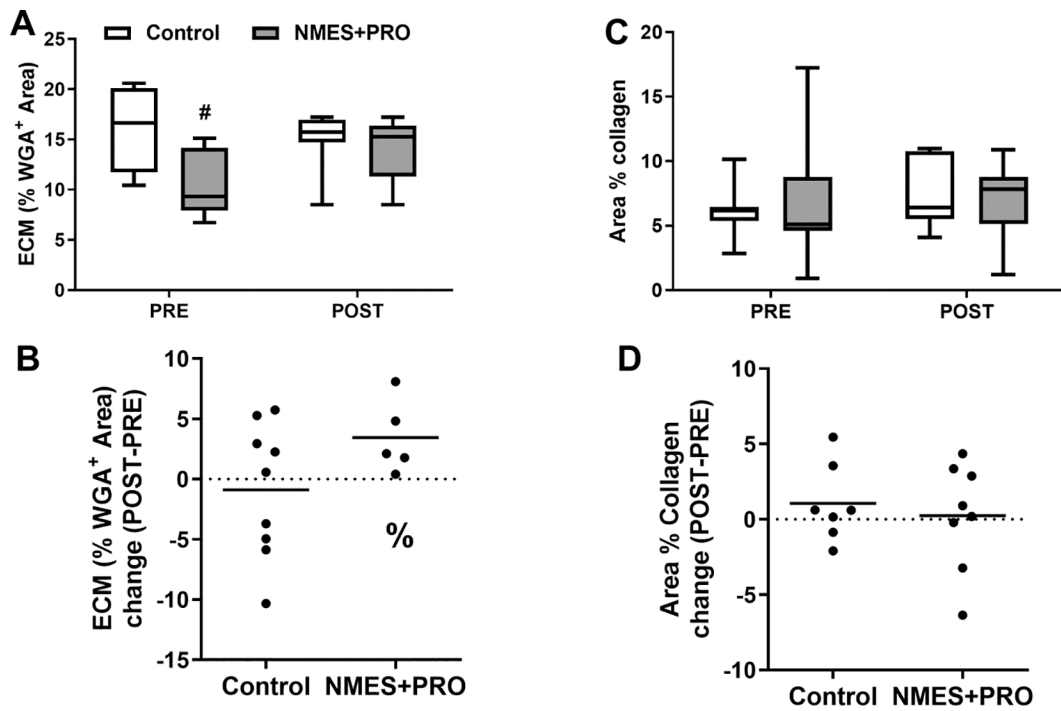 A
Control
NMES+PRO
ECM (% WGA⁺ Area)
25
20
15
10
5
0
#
PRE
POST
C
Area % collagen
20
15
10
5
0
PRE
POST
B
ECM (% WGA⁺ Area)
change (POST-PRE)
10
5
0
-5
-10
-15
%
Control
NMES+PRO
D
Area % Collagen
change (POST-PRE)
10
5
0
-5
-10
Control
NMES+PRO